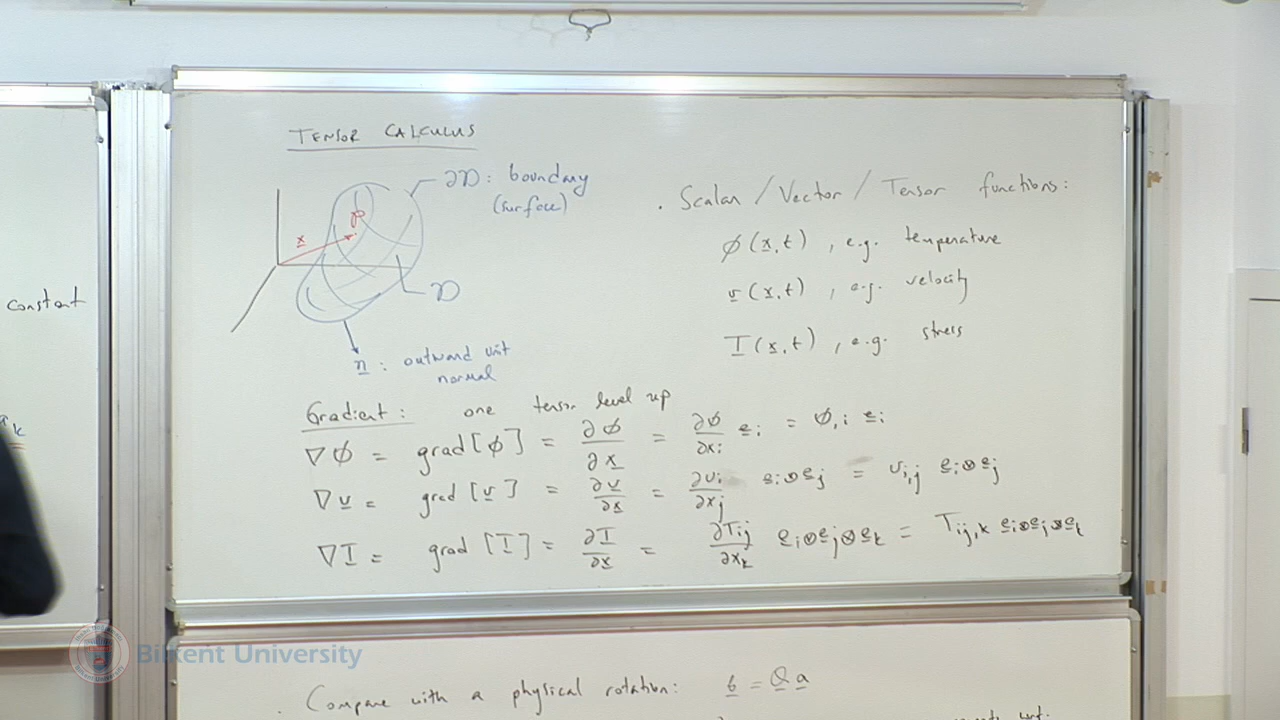 TENSOR CALCULUS
∂D : boundary
(surface)
P
x
D
n : outward unit
normal
. Scalar / Vector / Tensor functions :
φ(x,t) , e.g. temperature
v(x,t) , e.g. velocity
T(x,t) , e.g. stress
Gradient : one tensor level up
∇φ = grad[φ] = ∂φ/∂x = ∂φ/∂xi ei = φ,i ei
∇v = grad[v] = ∂v/∂x = ∂vi/∂xj ei⊗ej = vi,j ei⊗ej
∇T = grad[T] = ∂T/∂x = ∂Tij/∂xk ei⊗ej⊗ek = Tij,k ei⊗ej⊗ek
constant
k
Bilkent University
. Compare with a physical rotation : b = Q a